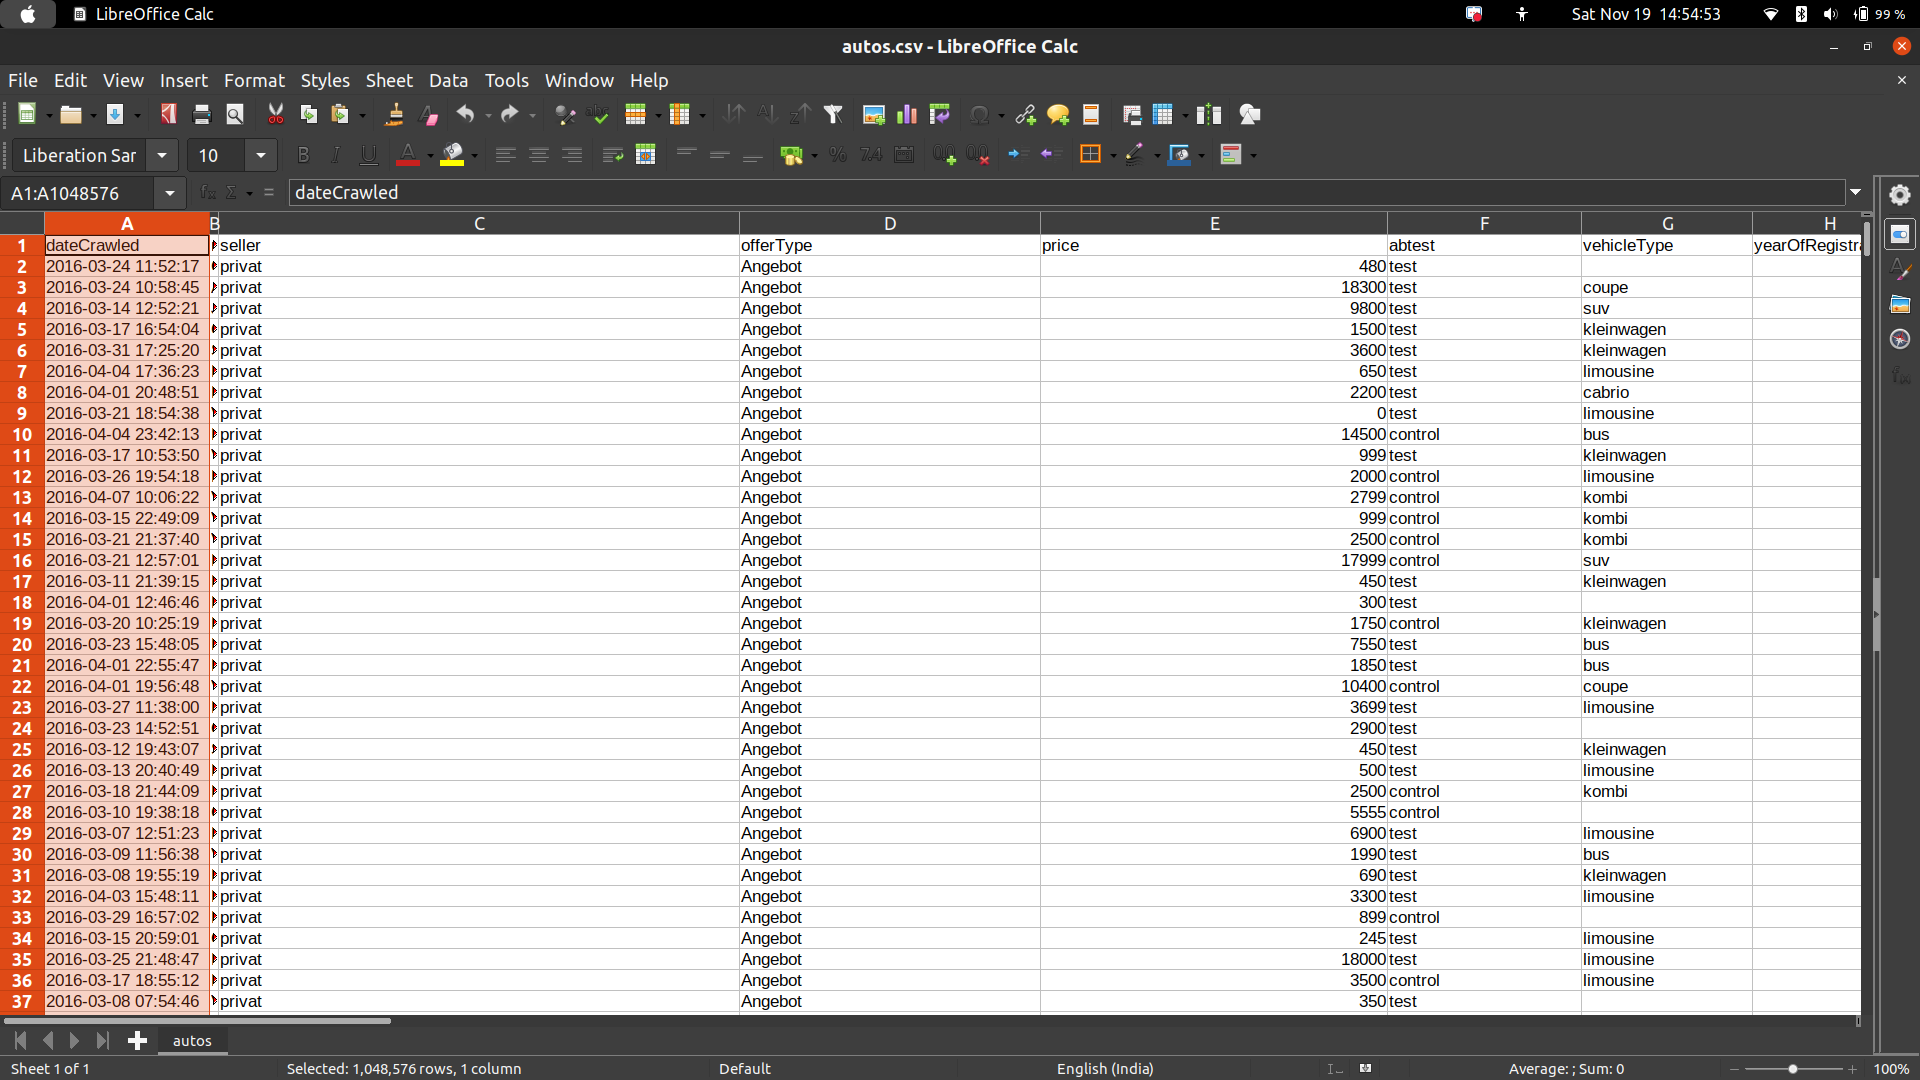 LibreOffice Calc
Sat Nov 19 14:54:53
99 %
autos.csv - LibreOffice Calc
File Edit View Insert Format Styles Sheet Data Tools Window Help
Liberation Sar 10
A1:A1048576 dateCrawled
A B C D E F G H
1 dateCrawled seller offerType price abtest vehicleType yearOfRegistra
2 2016-03-24 11:52:17 privat Angebot 480 test
3 2016-03-24 10:58:45 privat Angebot 18300 test coupe
4 2016-03-14 12:52:21 privat Angebot 9800 test suv
5 2016-03-17 16:54:04 privat Angebot 1500 test kleinwagen
6 2016-03-31 17:25:20 privat Angebot 3600 test kleinwagen
7 2016-04-04 17:36:23 privat Angebot 650 test limousine
8 2016-04-01 20:48:51 privat Angebot 2200 test cabrio
9 2016-03-21 18:54:38 privat Angebot 0 test limousine
10 2016-04-04 23:42:13 privat Angebot 14500 control bus
11 2016-03-17 10:53:50 privat Angebot 999 test kleinwagen
12 2016-03-26 19:54:18 privat Angebot 2000 control limousine
13 2016-04-07 10:06:22 privat Angebot 2799 control kombi
14 2016-03-15 22:49:09 privat Angebot 999 control kombi
15 2016-03-21 21:37:40 privat Angebot 2500 control kombi
16 2016-03-21 12:57:01 privat Angebot 17999 control suv
17 2016-03-11 21:39:15 privat Angebot 450 test kleinwagen
18 2016-04-01 12:46:46 privat Angebot 300 test
19 2016-03-20 10:25:19 privat Angebot 1750 control kleinwagen
20 2016-03-23 15:48:05 privat Angebot 7550 test bus
21 2016-04-01 22:55:47 privat Angebot 1850 test bus
22 2016-04-01 19:56:48 privat Angebot 10400 control coupe
23 2016-03-27 11:38:00 privat Angebot 3699 test limousine
24 2016-03-23 14:52:51 privat Angebot 2900 test
25 2016-03-12 19:43:07 privat Angebot 450 test kleinwagen
26 2016-03-13 20:40:49 privat Angebot 500 test limousine
27 2016-03-18 21:44:09 privat Angebot 2500 control kombi
28 2016-03-10 19:38:18 privat Angebot 5555 control
29 2016-03-07 12:51:23 privat Angebot 6900 test limousine
30 2016-03-09 11:56:38 privat Angebot 1990 test bus
31 2016-03-08 19:55:19 privat Angebot 690 test kleinwagen
32 2016-04-03 15:48:11 privat Angebot 3300 test limousine
33 2016-03-29 16:57:02 privat Angebot 899 control
34 2016-03-15 20:59:01 privat Angebot 245 test limousine
35 2016-03-25 21:48:47 privat Angebot 18000 test limousine
36 2016-03-17 18:55:12 privat Angebot 3500 control limousine
37 2016-03-08 07:54:46 privat Angebot 350 test
autos
Sheet 1 of 1 Selected: 1,048,576 rows, 1 column Default English (India) Average: ; Sum: 0 100%